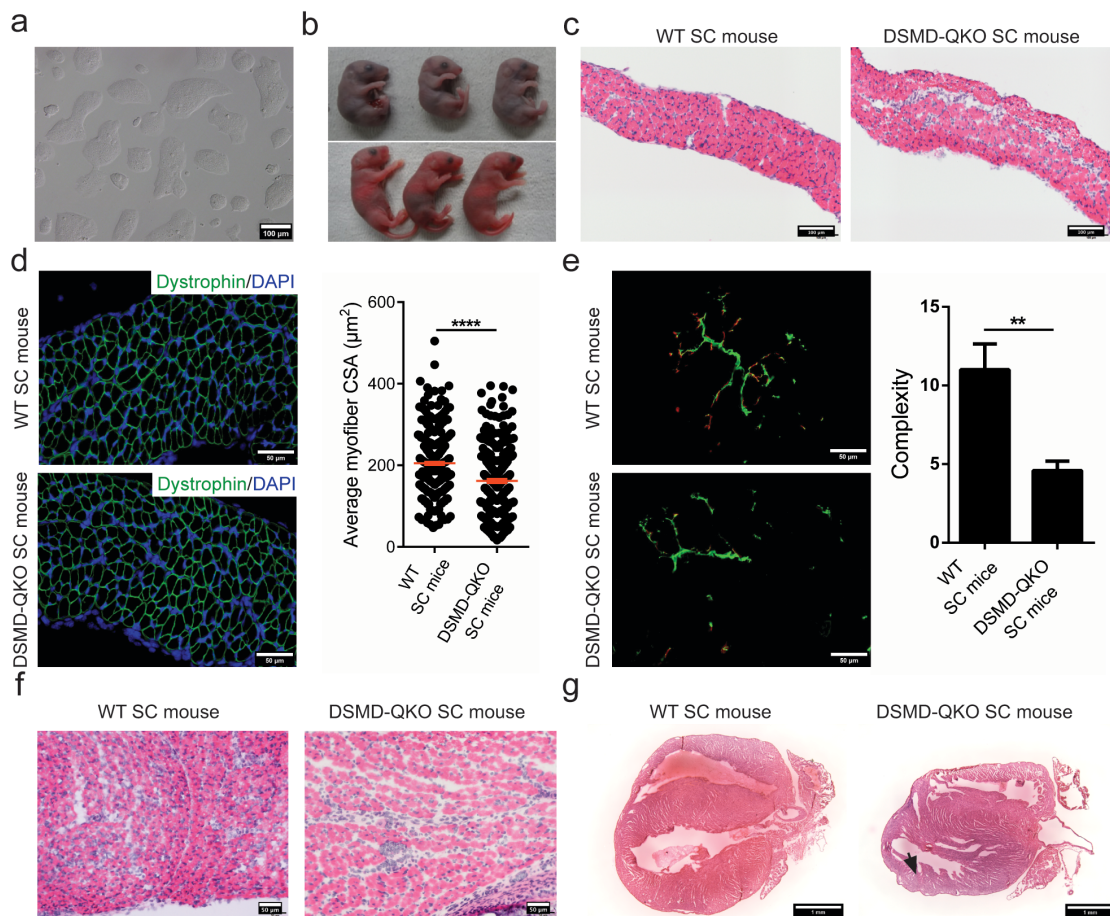 a
b
c
WT SC mouse
DSMD-QKO SC mouse
100 µm
100 µm
100 µm
d
WT SC mouse
Dystrophin/DAPI
50 µm
DSMD-QKO SC mouse
Dystrophin/DAPI
50 µm
Average myofiber CSA (µm²)
600
400
200
0
****
WT
SC mice
DSMD-QKO
SC mice
e
WT SC mouse
50 µm
DSMD-QKO SC mouse
50 µm
Complexity
15
10
5
0
**
WT
SC mice
DSMD-QKO
SC mice
f
WT SC mouse
DSMD-QKO SC mouse
50 µm
50 µm
g
WT SC mouse
DSMD-QKO SC mouse
1 mm
1 mm